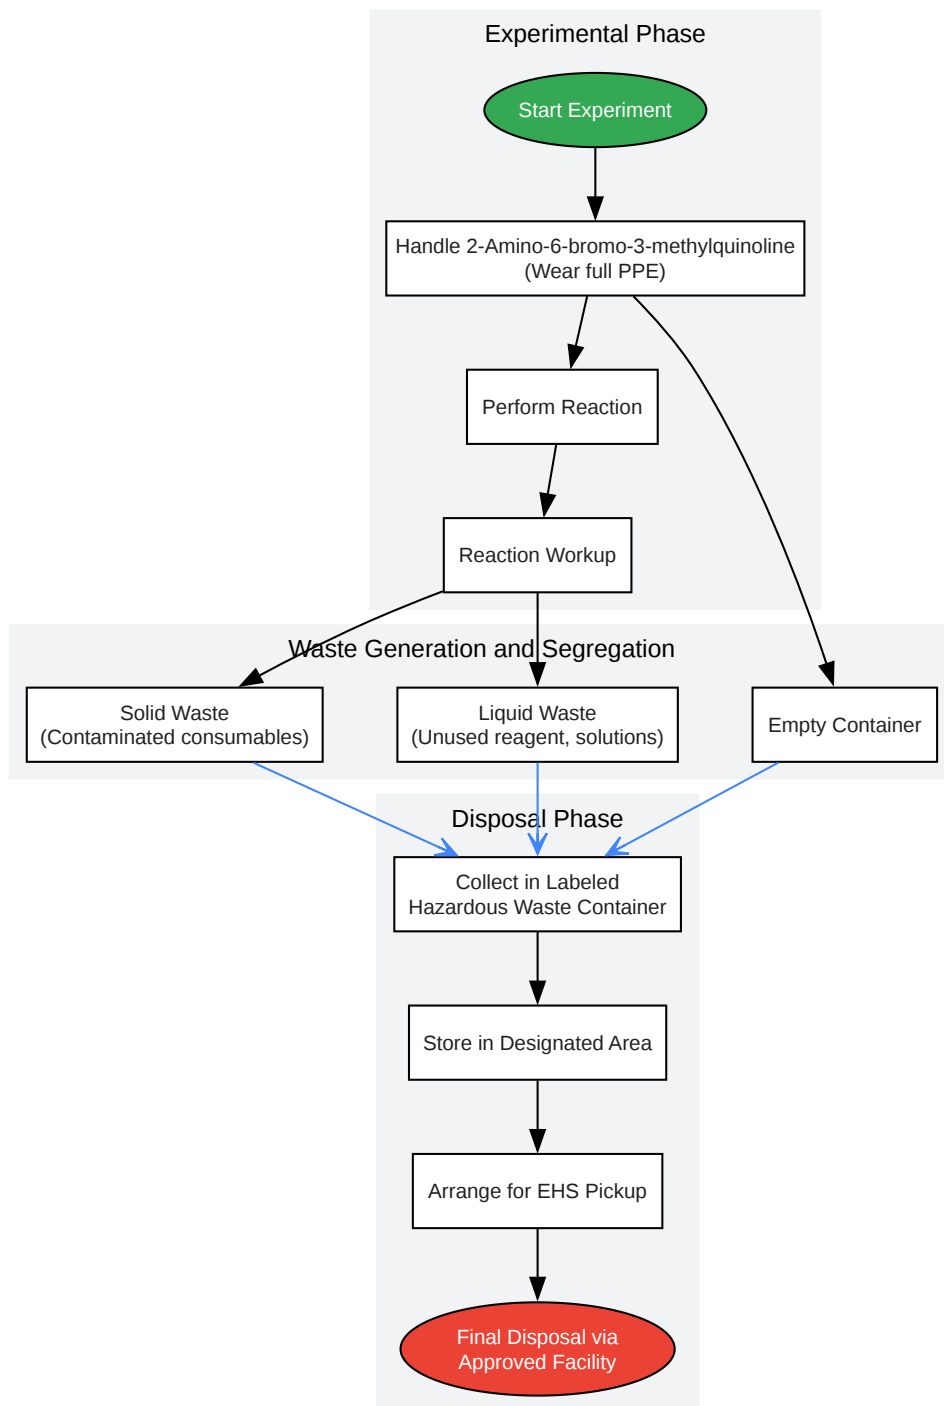 Experimental Phase
Start Experiment
Handle 2-Amino-6-bromo-3-methylquinoline
(Wear full PPE)
Perform Reaction
Reaction Workup
Waste Generation and Segregation
Solid Waste
(Contaminated consumables)
Liquid Waste
(Unused reagent, solutions)
Empty Container
Disposal Phase
Collect in Labeled
Hazardous Waste Container
Store in Designated Area
Arrange for EHS Pickup
Final Disposal via
Approved Facility